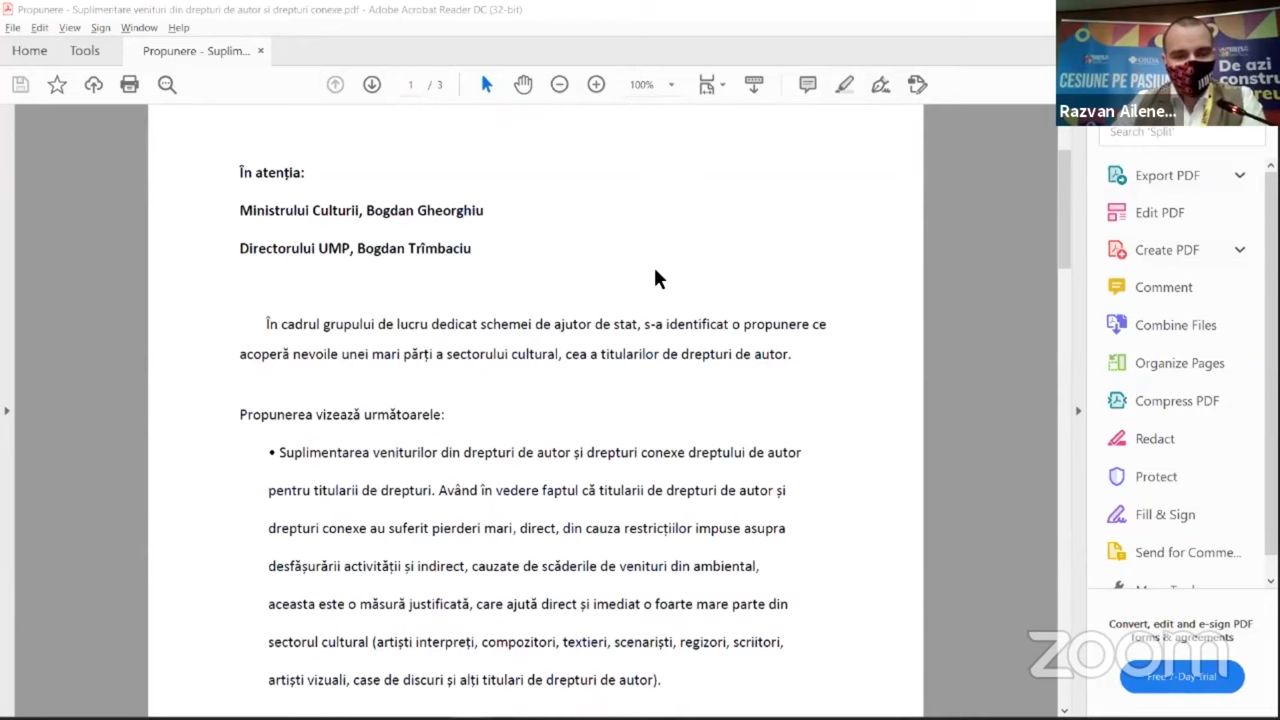 Propunere - Suplimentare venituri din drepturi de autor si drepturi conexe.pdf - Adobe Acrobat Reader DC (32-bit)
File Edit View Sign Window Help
Home Tools Propunere - Suplim... ×
1 / 3 100%
CESIUNE PE PASIUN
De azi
constru
reu
Razvan Ailene...
Search 'Split'
În atenția:
Ministrului Culturii, Bogdan Gheorghiu
Directorului UMP, Bogdan Trîmbaciu
În cadrul grupului de lucru dedicat schemei de ajutor de stat, s-a identificat o propunere ce
acoperă nevoile unei mari părți a sectorului cultural, cea a titularilor de drepturi de autor.
Propunerea vizează următoarele:
• Suplimentarea veniturilor din drepturi de autor și drepturi conexe dreptului de autor
pentru titularii de drepturi. Având în vedere faptul că titularii de drepturi de autor și
drepturi conexe au suferit pierderi mari, direct, din cauza restricțiilor impuse asupra
desfășurării activității și indirect, cauzate de scăderile de venituri din ambiental,
aceasta este o măsură justificată, care ajută direct și imediat o foarte mare parte din
sectorul cultural (artiști interpreți, compozitori, textieri, scenariști, regizori, scriitori,
artiști vizuali, case de discuri și alți titulari de drepturi de autor).
Export PDF
Edit PDF
Create PDF
Comment
Combine Files
Organize Pages
Compress PDF
Redact
Protect
Fill & Sign
Send for Comme...
Convert, edit and e-sign PDF
forms & agreements
Free 7-Day Trial
zoom